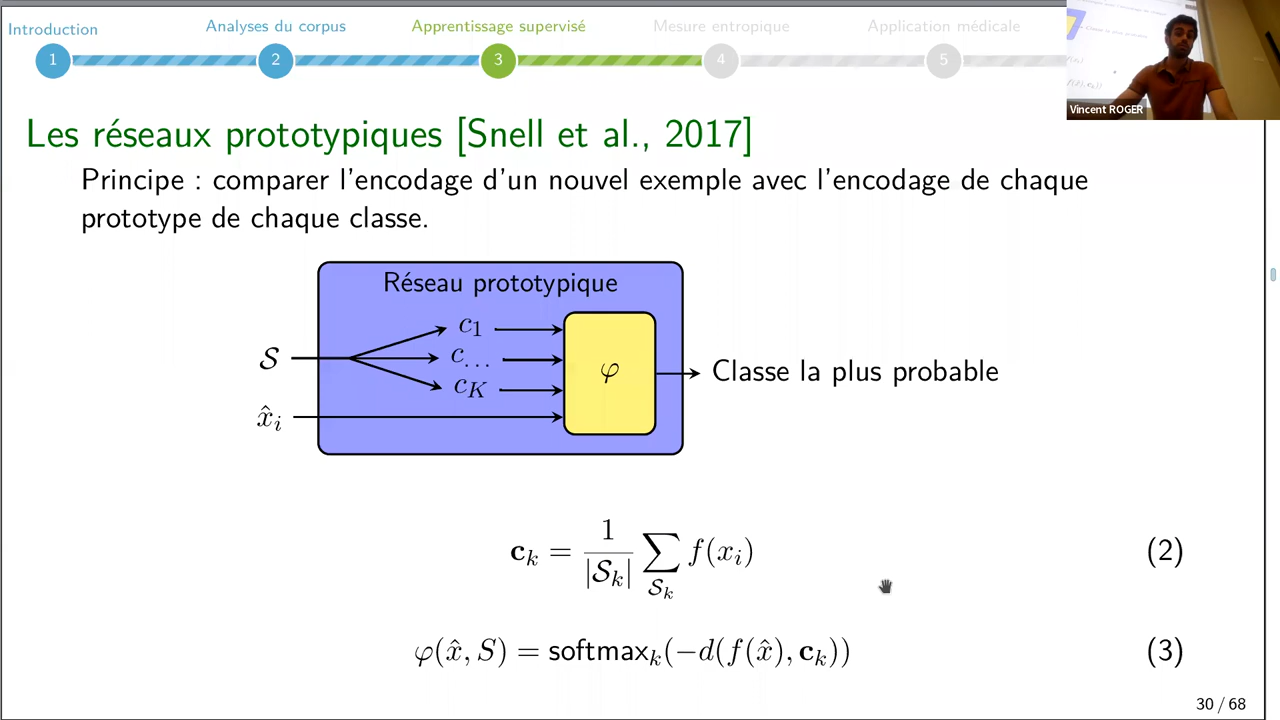 Introduction
Analyses du corpus
Apprentissage supervisé
Mesure entropique
Application médicale
1
2
3
4
5
Vincent ROGER
Les réseaux prototypiques [Snell et al., 2017]
Principe : comparer l'encodage d'un nouvel exemple avec l'encodage de chaque
prototype de chaque classe.
Réseau prototypique
𝒮
c₁
c…
c_K
x̂ᵢ
φ
Classe la plus probable
𝐜ₖ = 1/|𝒮ₖ| ∑_{𝒮ₖ} f(xᵢ) (2)
φ(x̂, S) = softmaxₖ(−d(f(x̂), 𝐜ₖ)) (3)
30 / 68